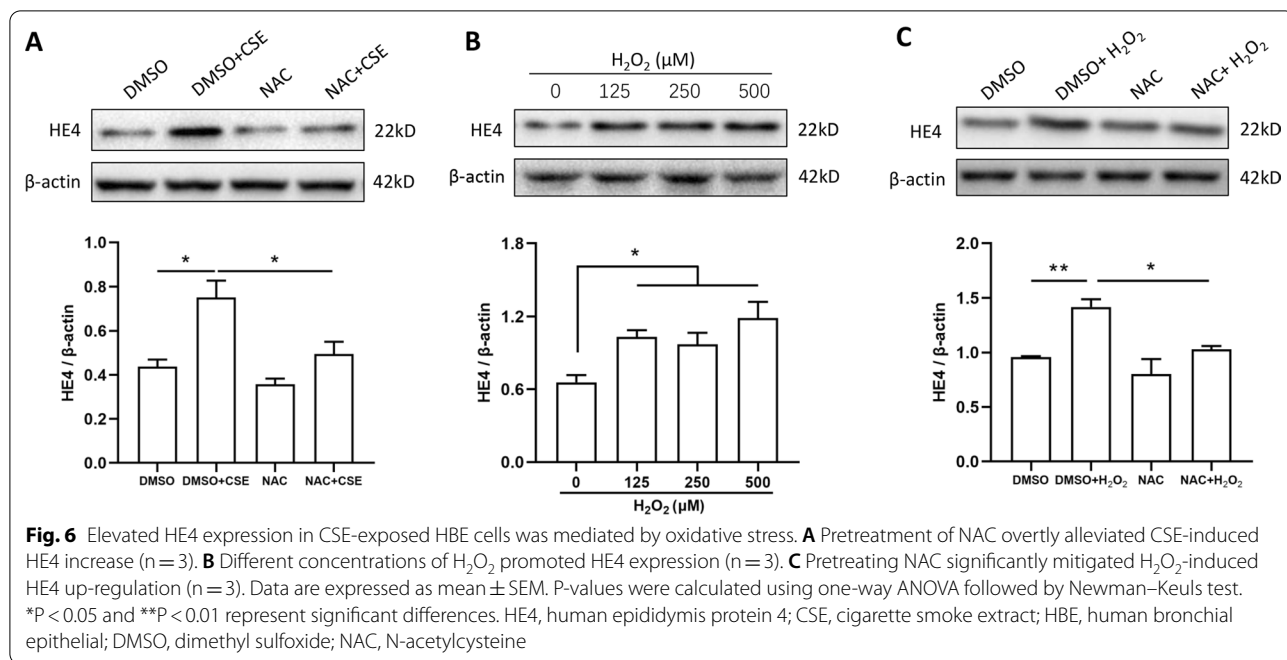 A
DMSO
DMSO+CSE
NAC
NAC+CSE
HE4
22kD
β-actin
42kD
HE4 / β-actin
1.0
0.8
0.6
0.4
0.2
0.0
*
*
DMSO DMSO+CSE NAC NAC+CSE
B
H₂O₂ (μM)
0 125 250 500
HE4
22kD
β-actin
42kD
HE4 / β-actin
1.8
1.2
0.6
0.0
*
0 125 250 500
H₂O₂ (μM)
C
DMSO
DMSO+ H₂O₂
NAC
NAC+ H₂O₂
HE4
22kD
β-actin
42kD
HE4 / β-actin
2.0
1.5
1.0
0.5
0.0
**
*
DMSO DMSO+H₂O₂ NAC NAC+H₂O₂
Fig. 6 Elevated HE4 expression in CSE-exposed HBE cells was mediated by oxidative stress. A Pretreatment of NAC overtly alleviated CSE-induced
HE4 increase (n = 3). B Different concentrations of H₂O₂ promoted HE4 expression (n = 3). C Pretreating NAC significantly mitigated H₂O₂-induced
HE4 up-regulation (n = 3). Data are expressed as mean ± SEM. P-values were calculated using one-way ANOVA followed by Newman–Keuls test.
*P < 0.05 and **P < 0.01 represent significant differences. HE4, human epididymis protein 4; CSE, cigarette smoke extract; HBE, human bronchial
epithelial; DMSO, dimethyl sulfoxide; NAC, N-acetylcysteine